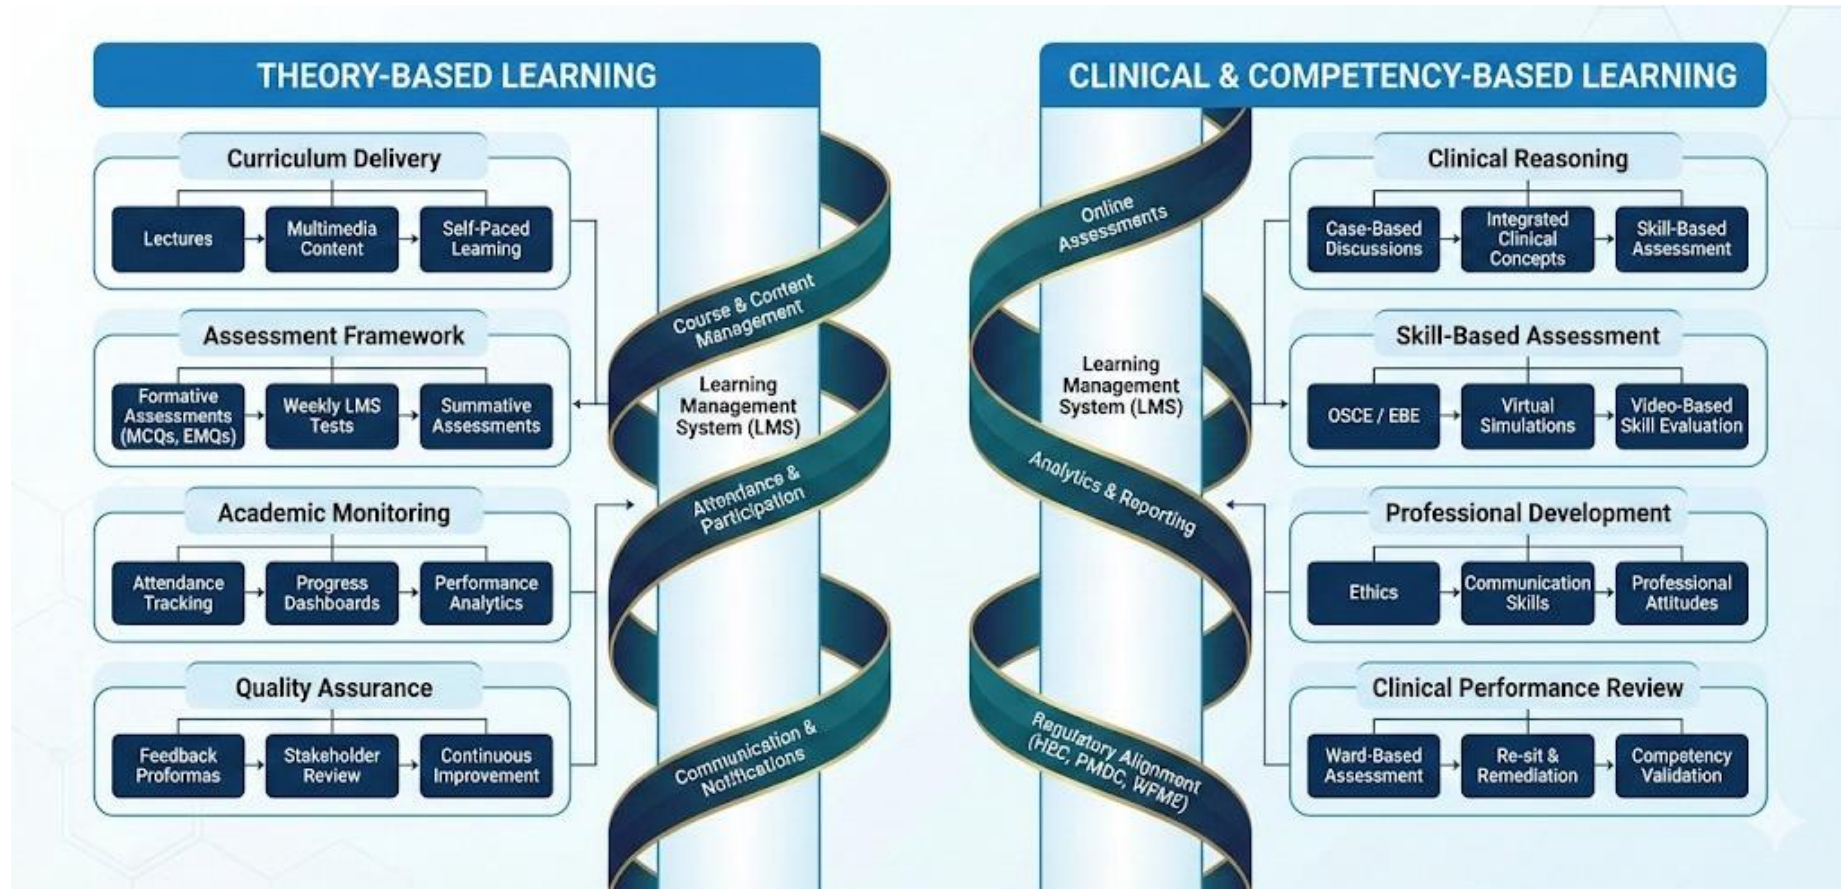 THEORY-BASED LEARNING
Curriculum Delivery
Lectures
Multimedia
Content
Self-Paced
Learning
Assessment Framework
Formative
Assessments
(MCQs, EMQs)
Weekly LMS
Tests
Summative
Assessments
Academic Monitoring
Attendance
Tracking
Progress
Dashboards
Performance
Analytics
Quality Assurance
Feedback
Proformas
Stakeholder
Review
Continuous
Improvement
Course & Content
Management
Learning
Management
System (LMS)
Attendance &
Participation
Communication &
Notifications
CLINICAL & COMPETENCY-BASED LEARNING
Online
Assessments
Learning
Management
System (LMS)
Analytics & Reporting
Regulatory Alignment
(HEC, PMDC, WFME)
Clinical Reasoning
Case-Based
Discussions
Integrsted
Clinical
Concepts
Skill-Based
Assessment
Skill-Based Assessment
OSCE / EBE
Virtual
Simulations
Video-Based
Skill Evaluation
Professional Development
Ethics
Communication
Skills
Professional
Attitudes
Clinical Performance Review
Ward-Based
Assessment
Re-sit &
Remediation
Competency
Validation